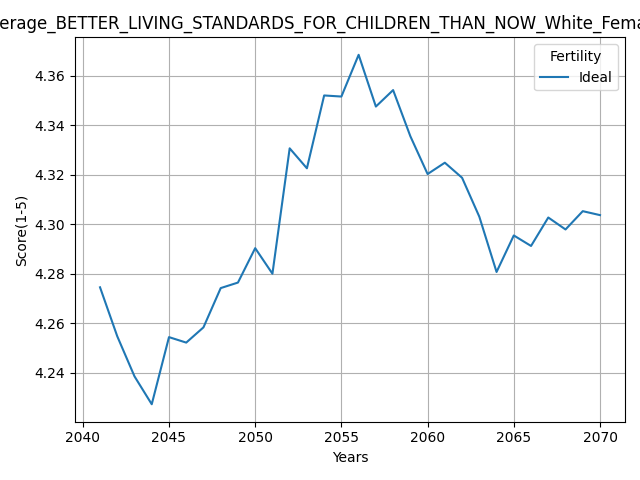 erage_BETTER_LIVING_STANDARDS_FOR_CHILDREN_THAN_NOW_White_Fema
Fertility
Ideal
Score(1-5)
4.36
4.34
4.32
4.30
4.28
4.26
4.24
2040 2045 2050 2055 2060 2065 2070
Years